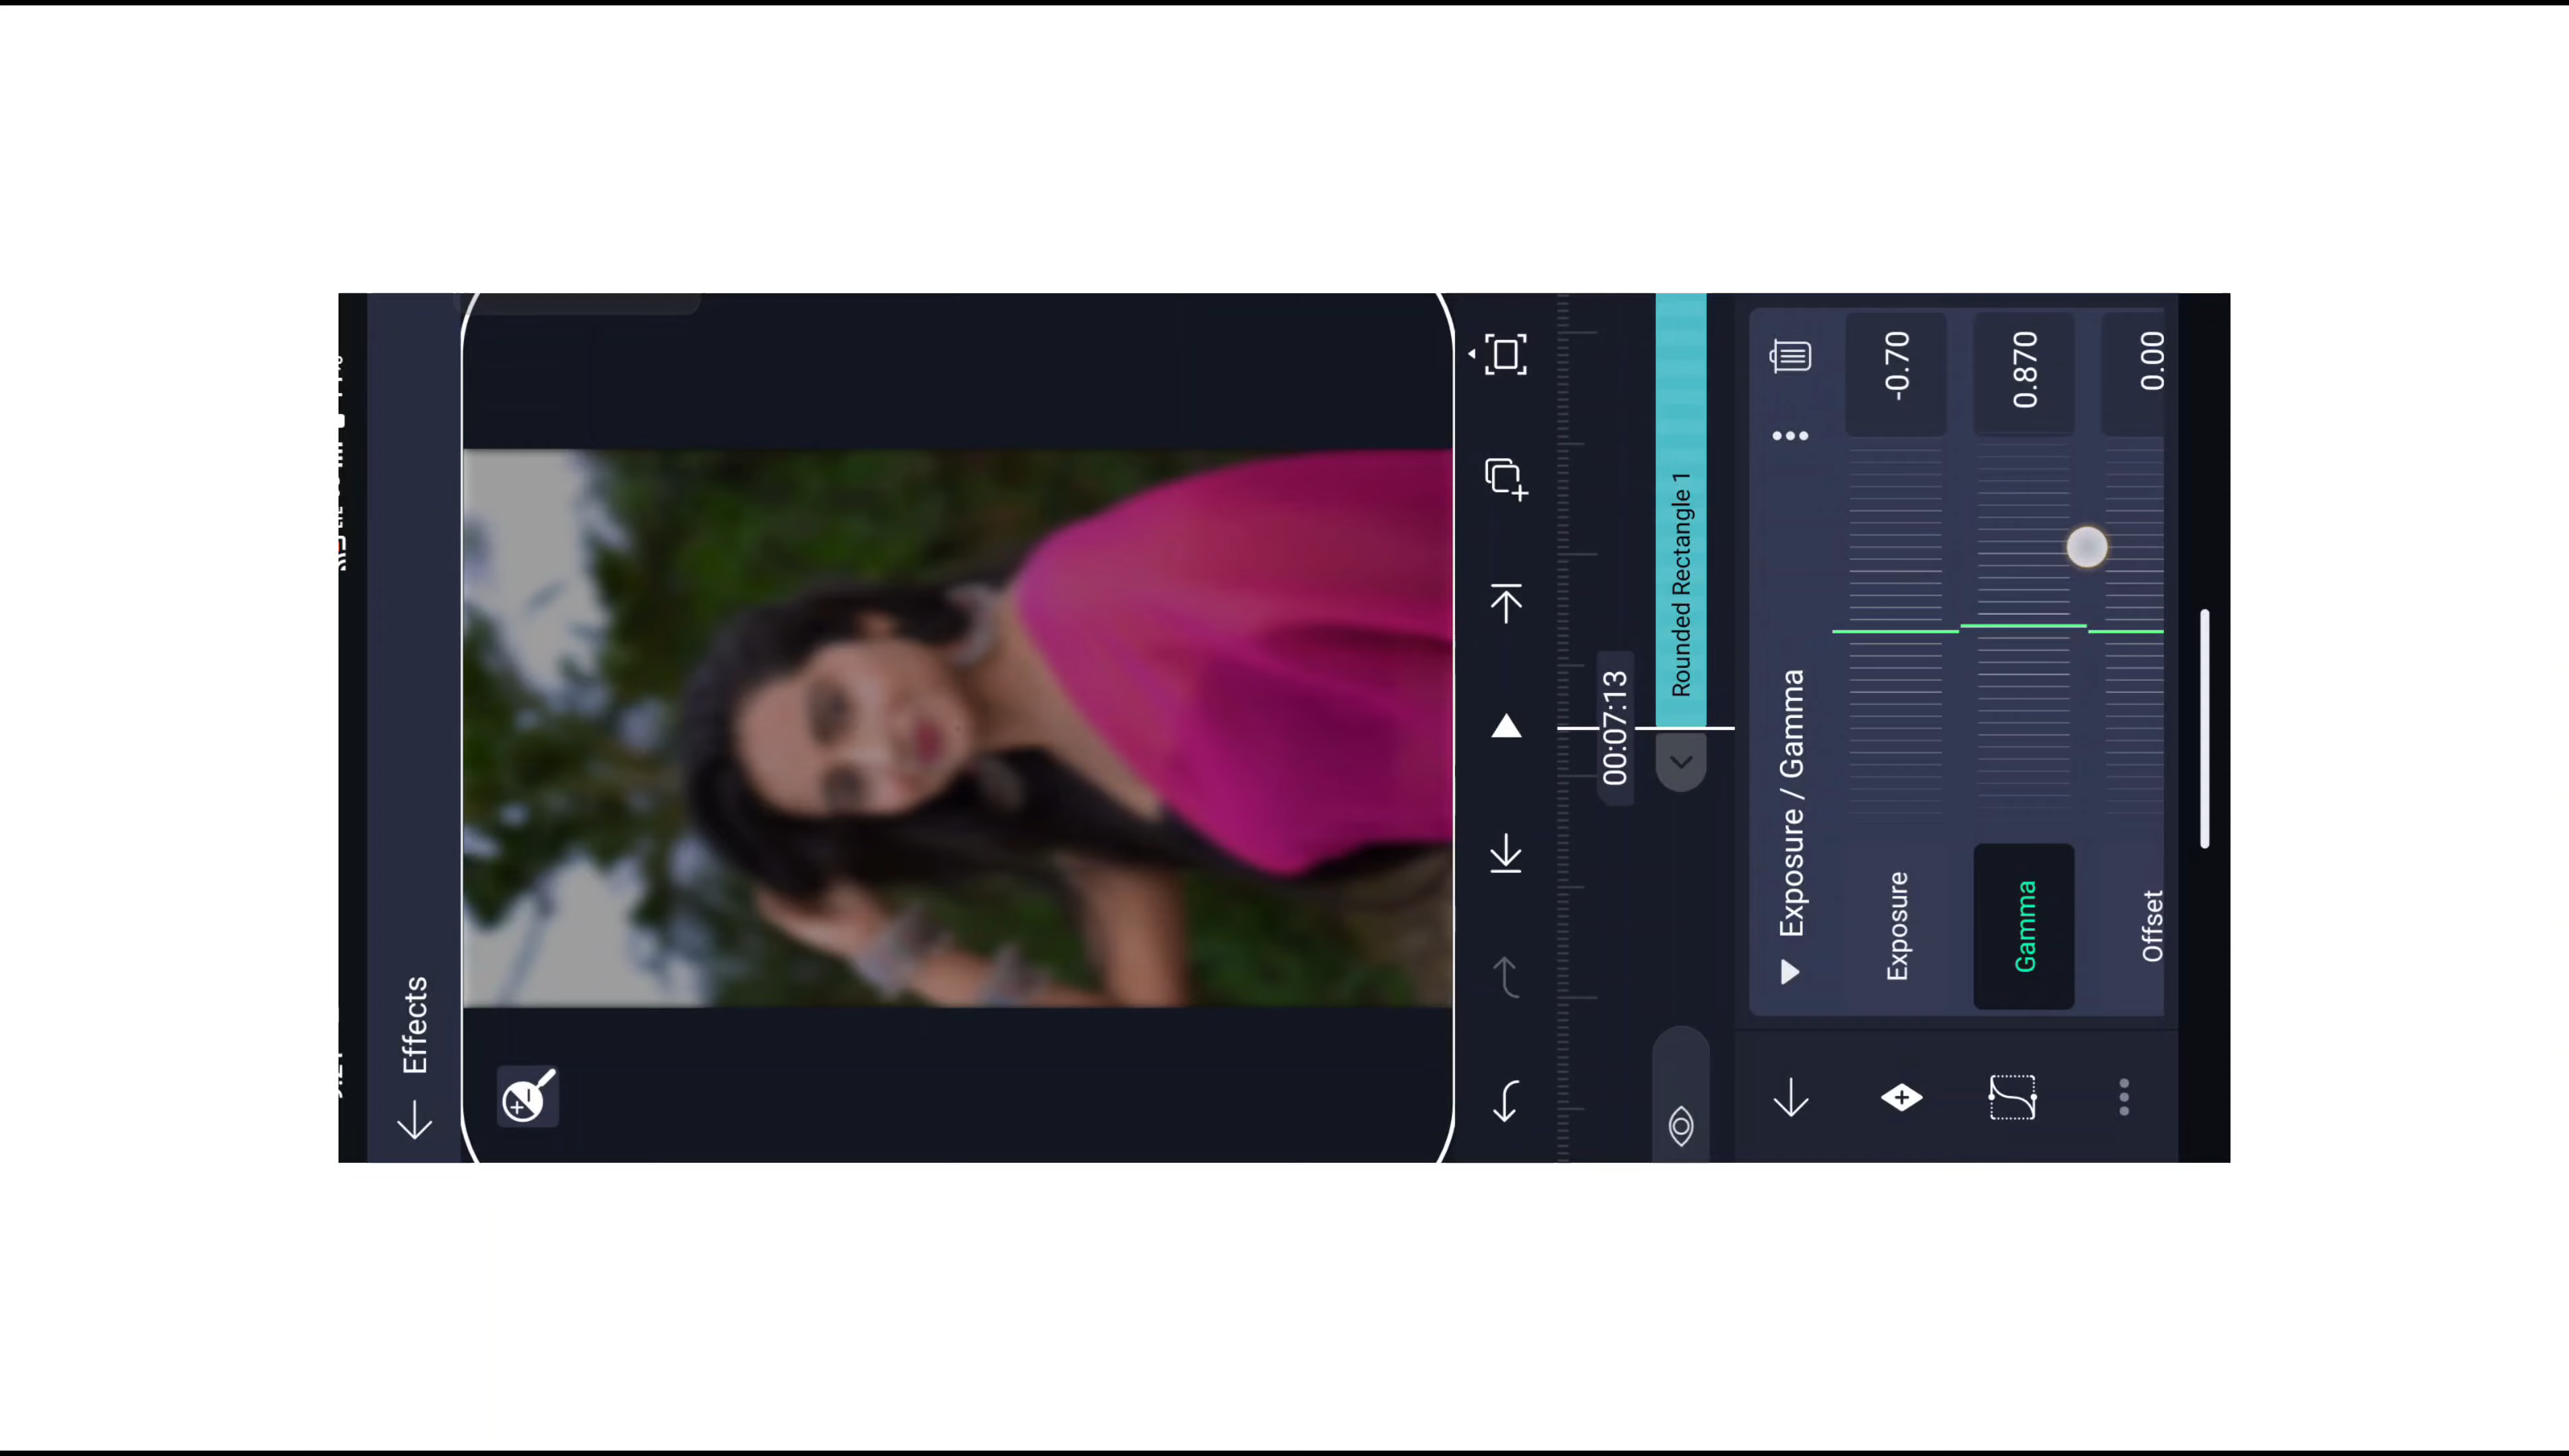 Effects
00:07:13
Rounded Rectangle 1
Exposure / Gamma
Exposure -0.70
Gamma 0.870
Offset 0.00